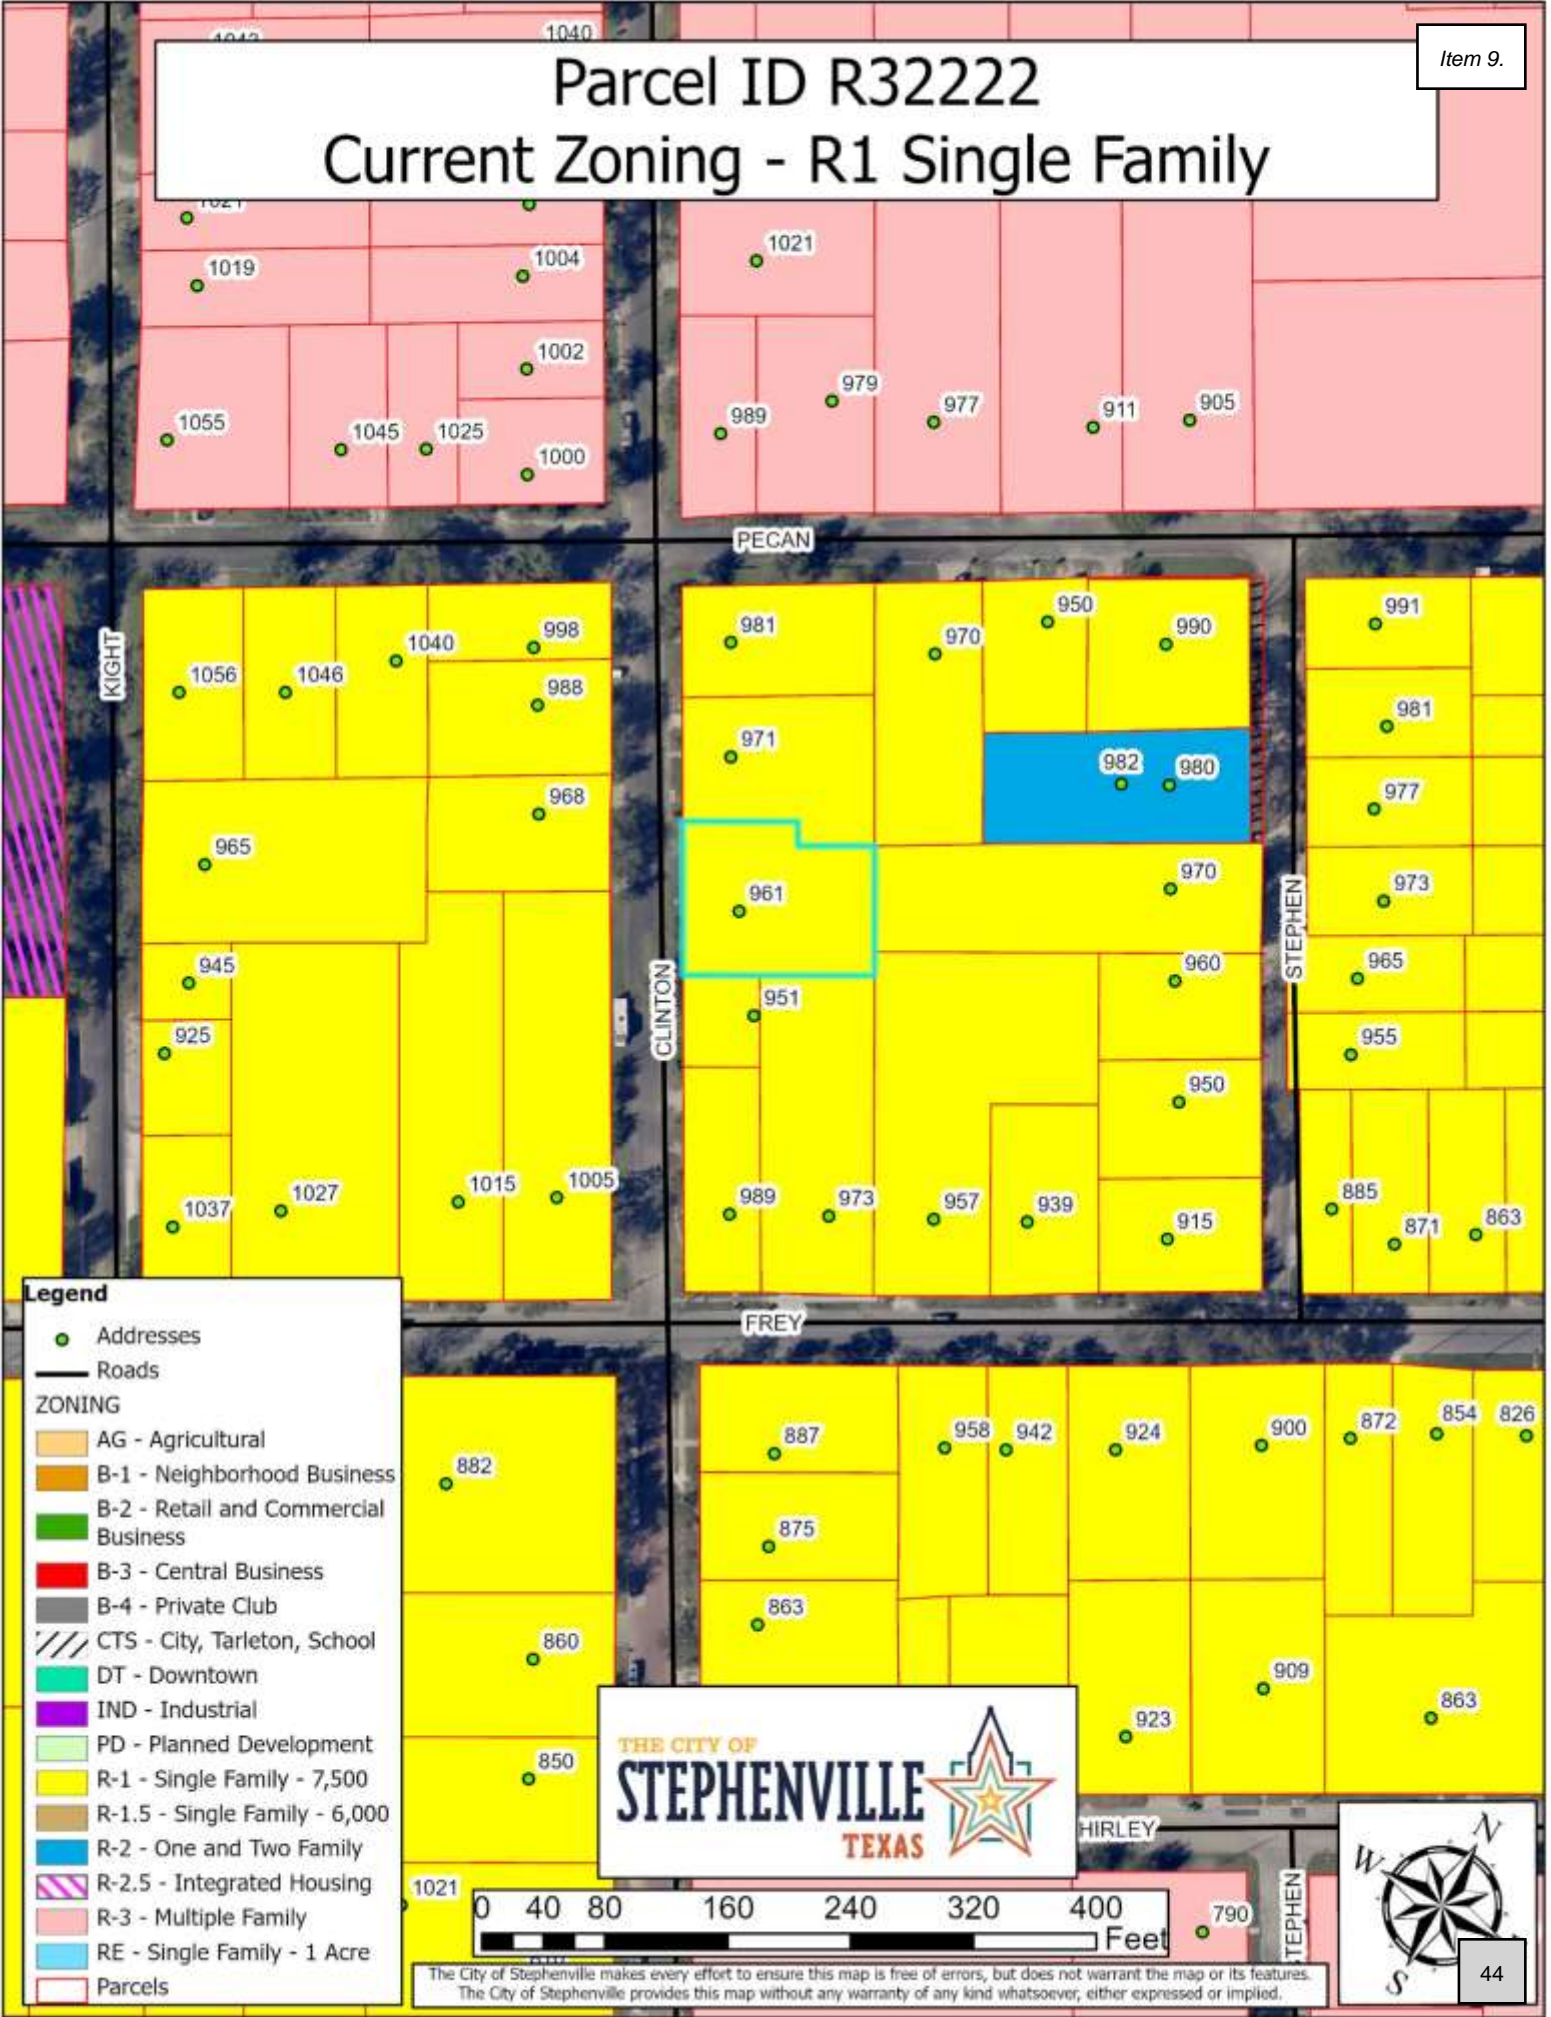 Item 9.
Parcel ID R32222
Current Zoning - R1 Single Family
1040
1019
1004
1021
1002
1055
1045
1025
1000
989
979
977
911
905
PECAN
KIGHT
1056
1046
1040
998
988
981
970
950
990
991
971
982
980
981
977
965
968
961
970
973
CLINTON
STEPHEN
945
925
951
960
965
955
950
1037
1027
1015
1005
989
973
957
939
915
885
871
863
FREY
887
958
942
924
900
872
854
826
882
875
863
860
850
923
909
863
HIRLEY
STEPHEN
790
1021
Legend
Addresses
Roads
ZONING
AG - Agricultural
B-1 - Neighborhood Business
B-2 - Retail and Commercial
Business
B-3 - Central Business
B-4 - Private Club
CTS - City, Tarleton, School
DT - Downtown
IND - Industrial
PD - Planned Development
R-1 - Single Family - 7,500
R-1.5 - Single Family - 6,000
R-2 - One and Two Family
R-2.5 - Integrated Housing
R-3 - Multiple Family
RE - Single Family - 1 Acre
Parcels
THE CITY OF
STEPHENVILLE
TEXAS
0 40 80 160 240 320 400
Feet
The City of Stephenville makes every effort to ensure this map is free of errors, but does not warrant the map or its features.
The City of Stephenville provides this map without any warranty of any kind whatsoever, either expressed or implied.
N
W
S
44